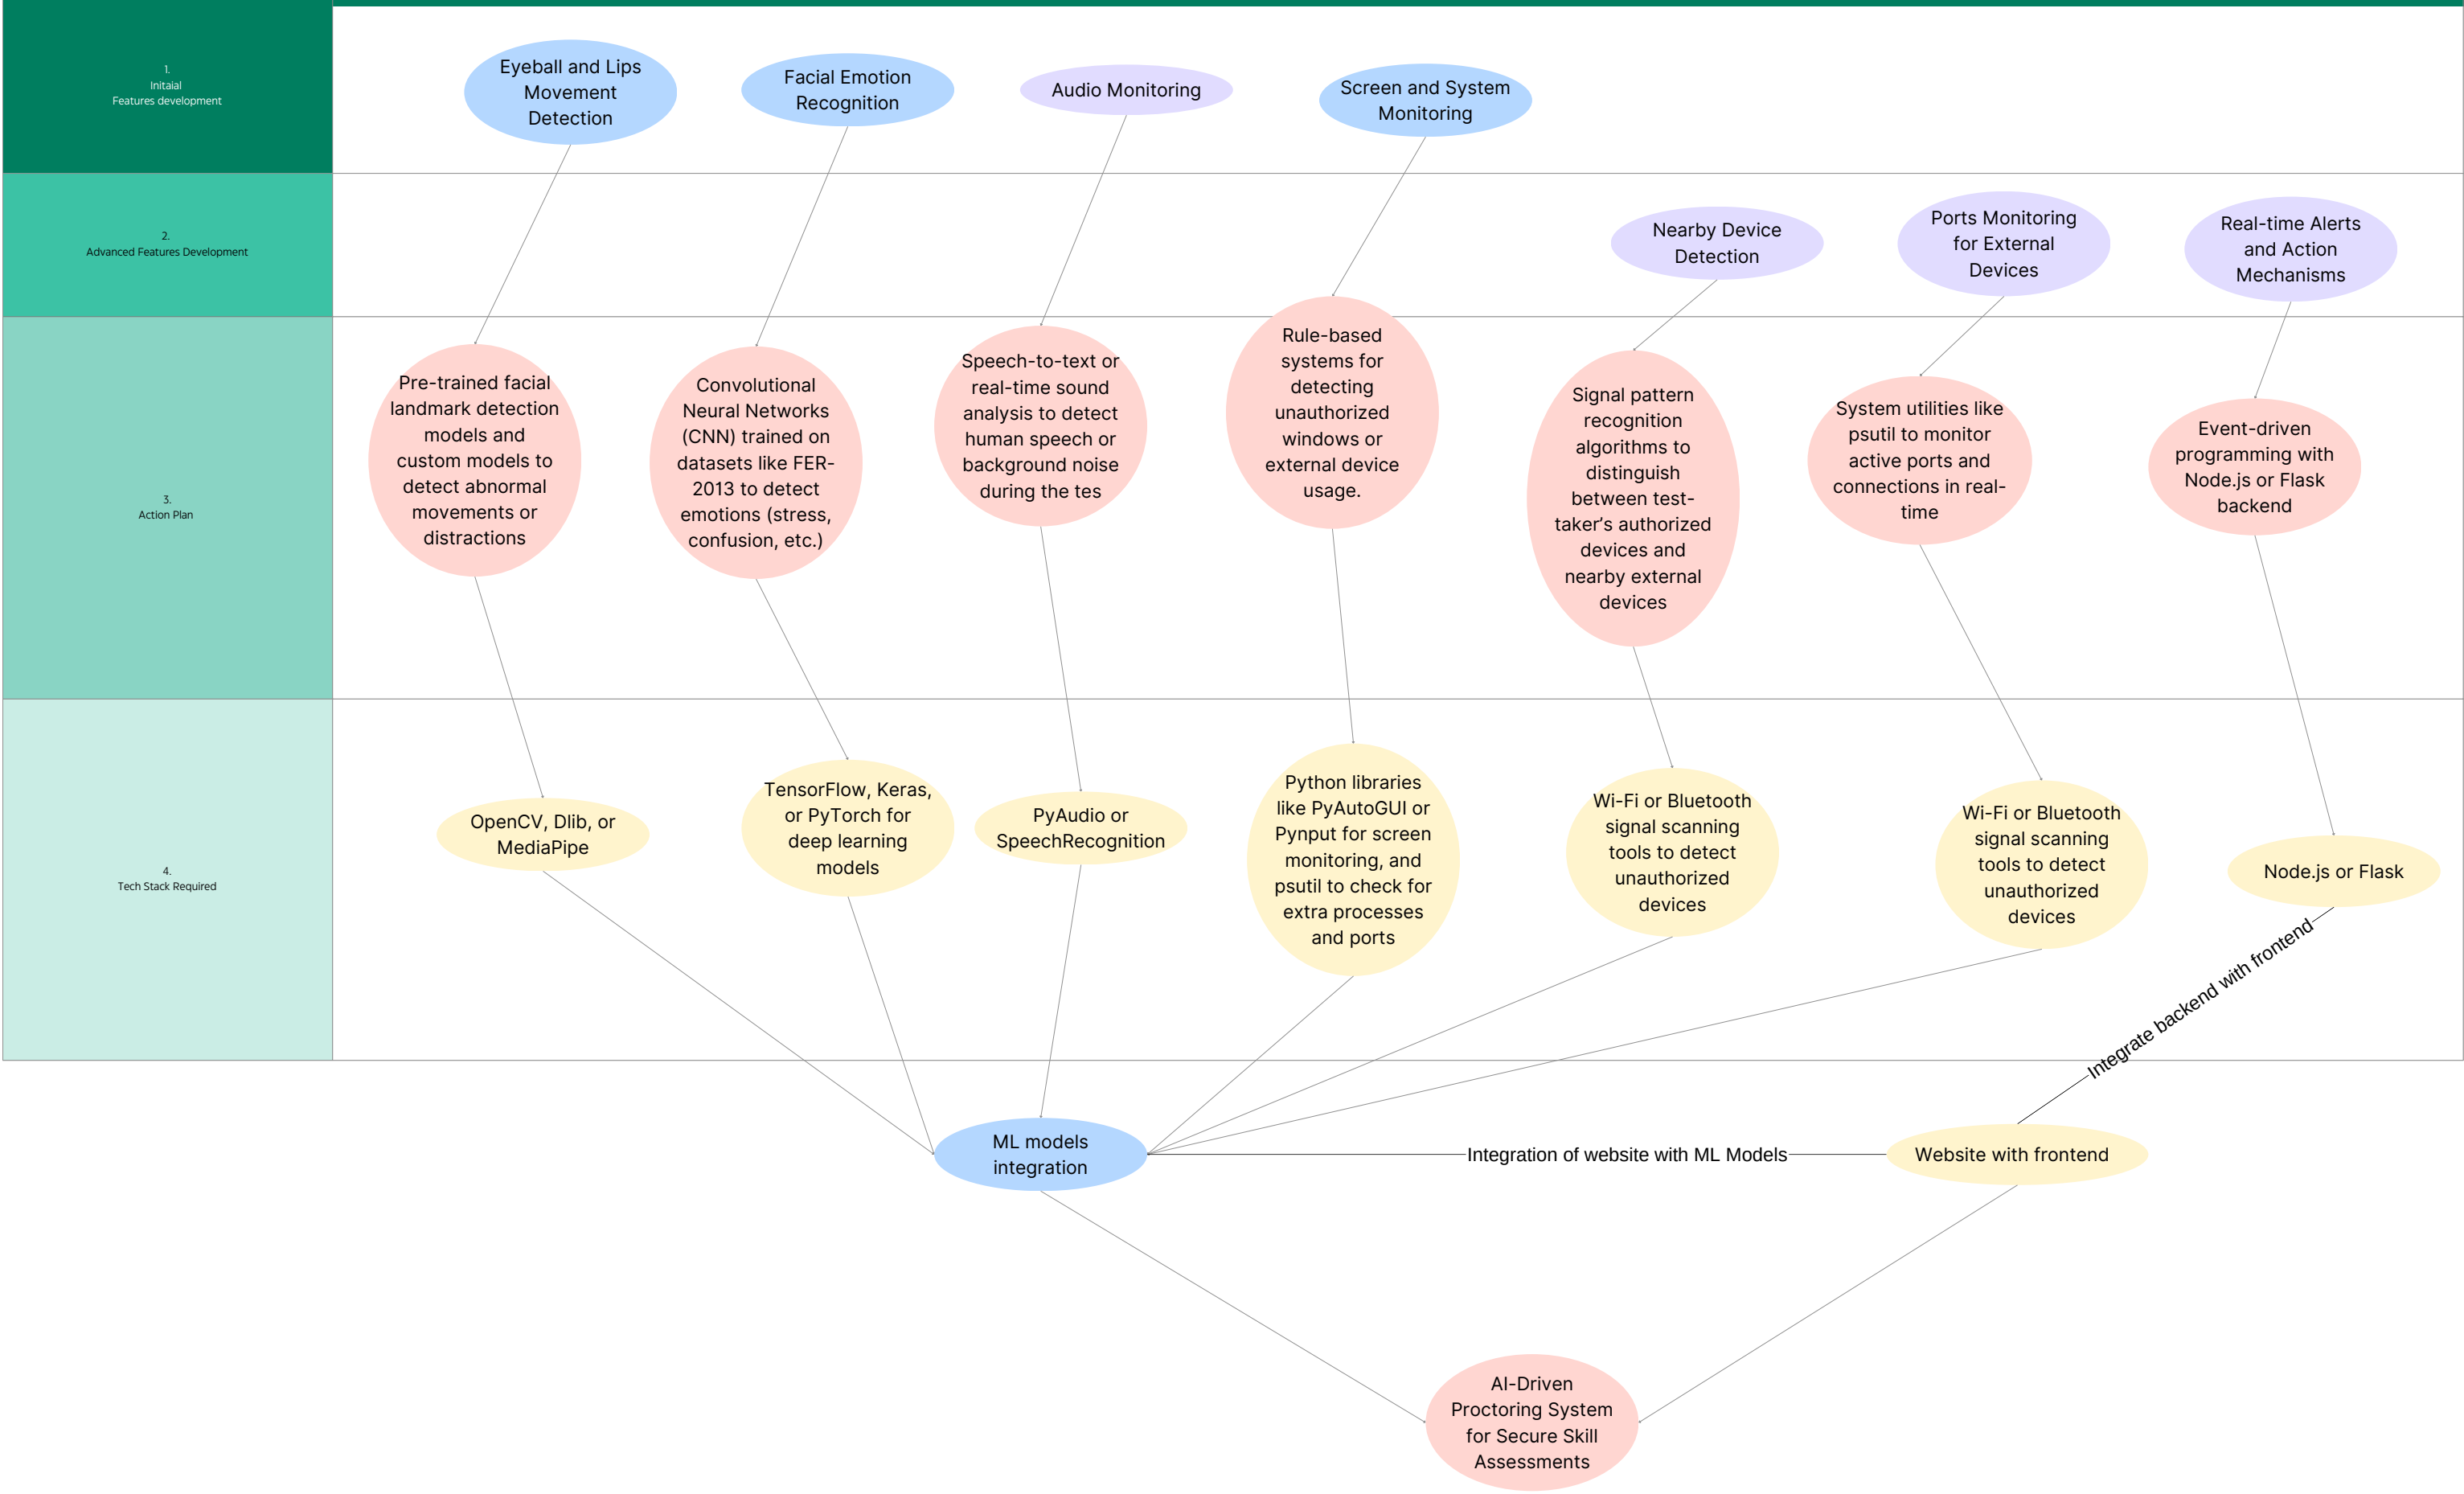 1.
Initaial
Features development
Eyeball and Lips
Movement
Detection
Facial Emotion
Recognition
Audio Monitoring
Screen and System
Monitoring
2.
Advanced Features Development
Nearby Device
Detection
Ports Monitoring
for External
Devices
Real-time Alerts
and Action
Mechanisms
3.
Action Plan
Pre-trained facial
landmark detection
models and
custom models to
detect abnormal
movements or
distractions
Convolutional
Neural Networks
(CNN) trained on
datasets like FER-
2013 to detect
emotions (stress,
confusion, etc.)
Speech-to-text or
real-time sound
analysis to detect
human speech or
background noise
during the tes
Rule-based
systems for
detecting
unauthorized
windows or
external device
usage.
Signal pattern
recognition
algorithms to
distinguish
between test-
taker’s authorized
devices and
nearby external
devices
System utilities like
psutil to monitor
active ports and
connections in real-
time
Event-driven
programming with
Node.js or Flask
backend
4.
Tech Stack Required
OpenCV, Dlib, or
MediaPipe
TensorFlow, Keras,
or PyTorch for
deep learning
models
PyAudio or
SpeechRecognition
Python libraries
like PyAutoGUI or
Pynput for screen
monitoring, and
psutil to check for
extra processes
and ports
Wi-Fi or Bluetooth
signal scanning
tools to detect
unauthorized
devices
Wi-Fi or Bluetooth
signal scanning
tools to detect
unauthorized
devices
Node.js or Flask
Integrate backend with frontend
ML models
integration
Integration of website with ML Models
Website with frontend
AI-Driven
Proctoring System
for Secure Skill
Assessments